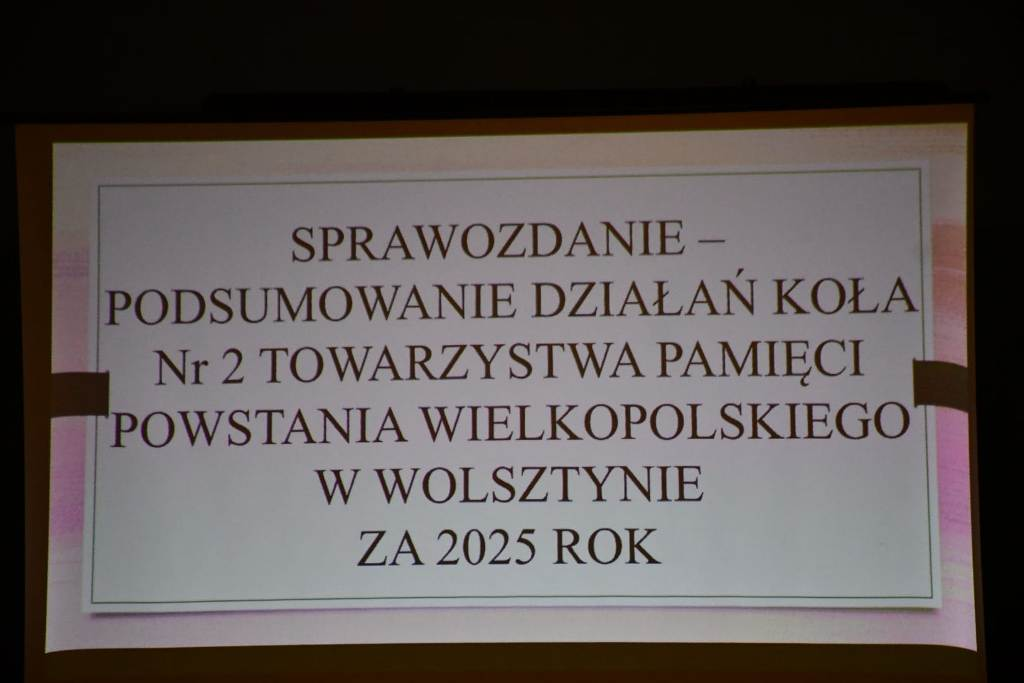 SPRAWOZDANIE –
PODSUMOWANIE DZIAŁAŃ KOŁA
Nr 2 TOWARZYSTWA PAMIĘCI
POWSTANIA WIELKOPOLSKIEGO
W WOLSZTYNIE
ZA 2025 ROK